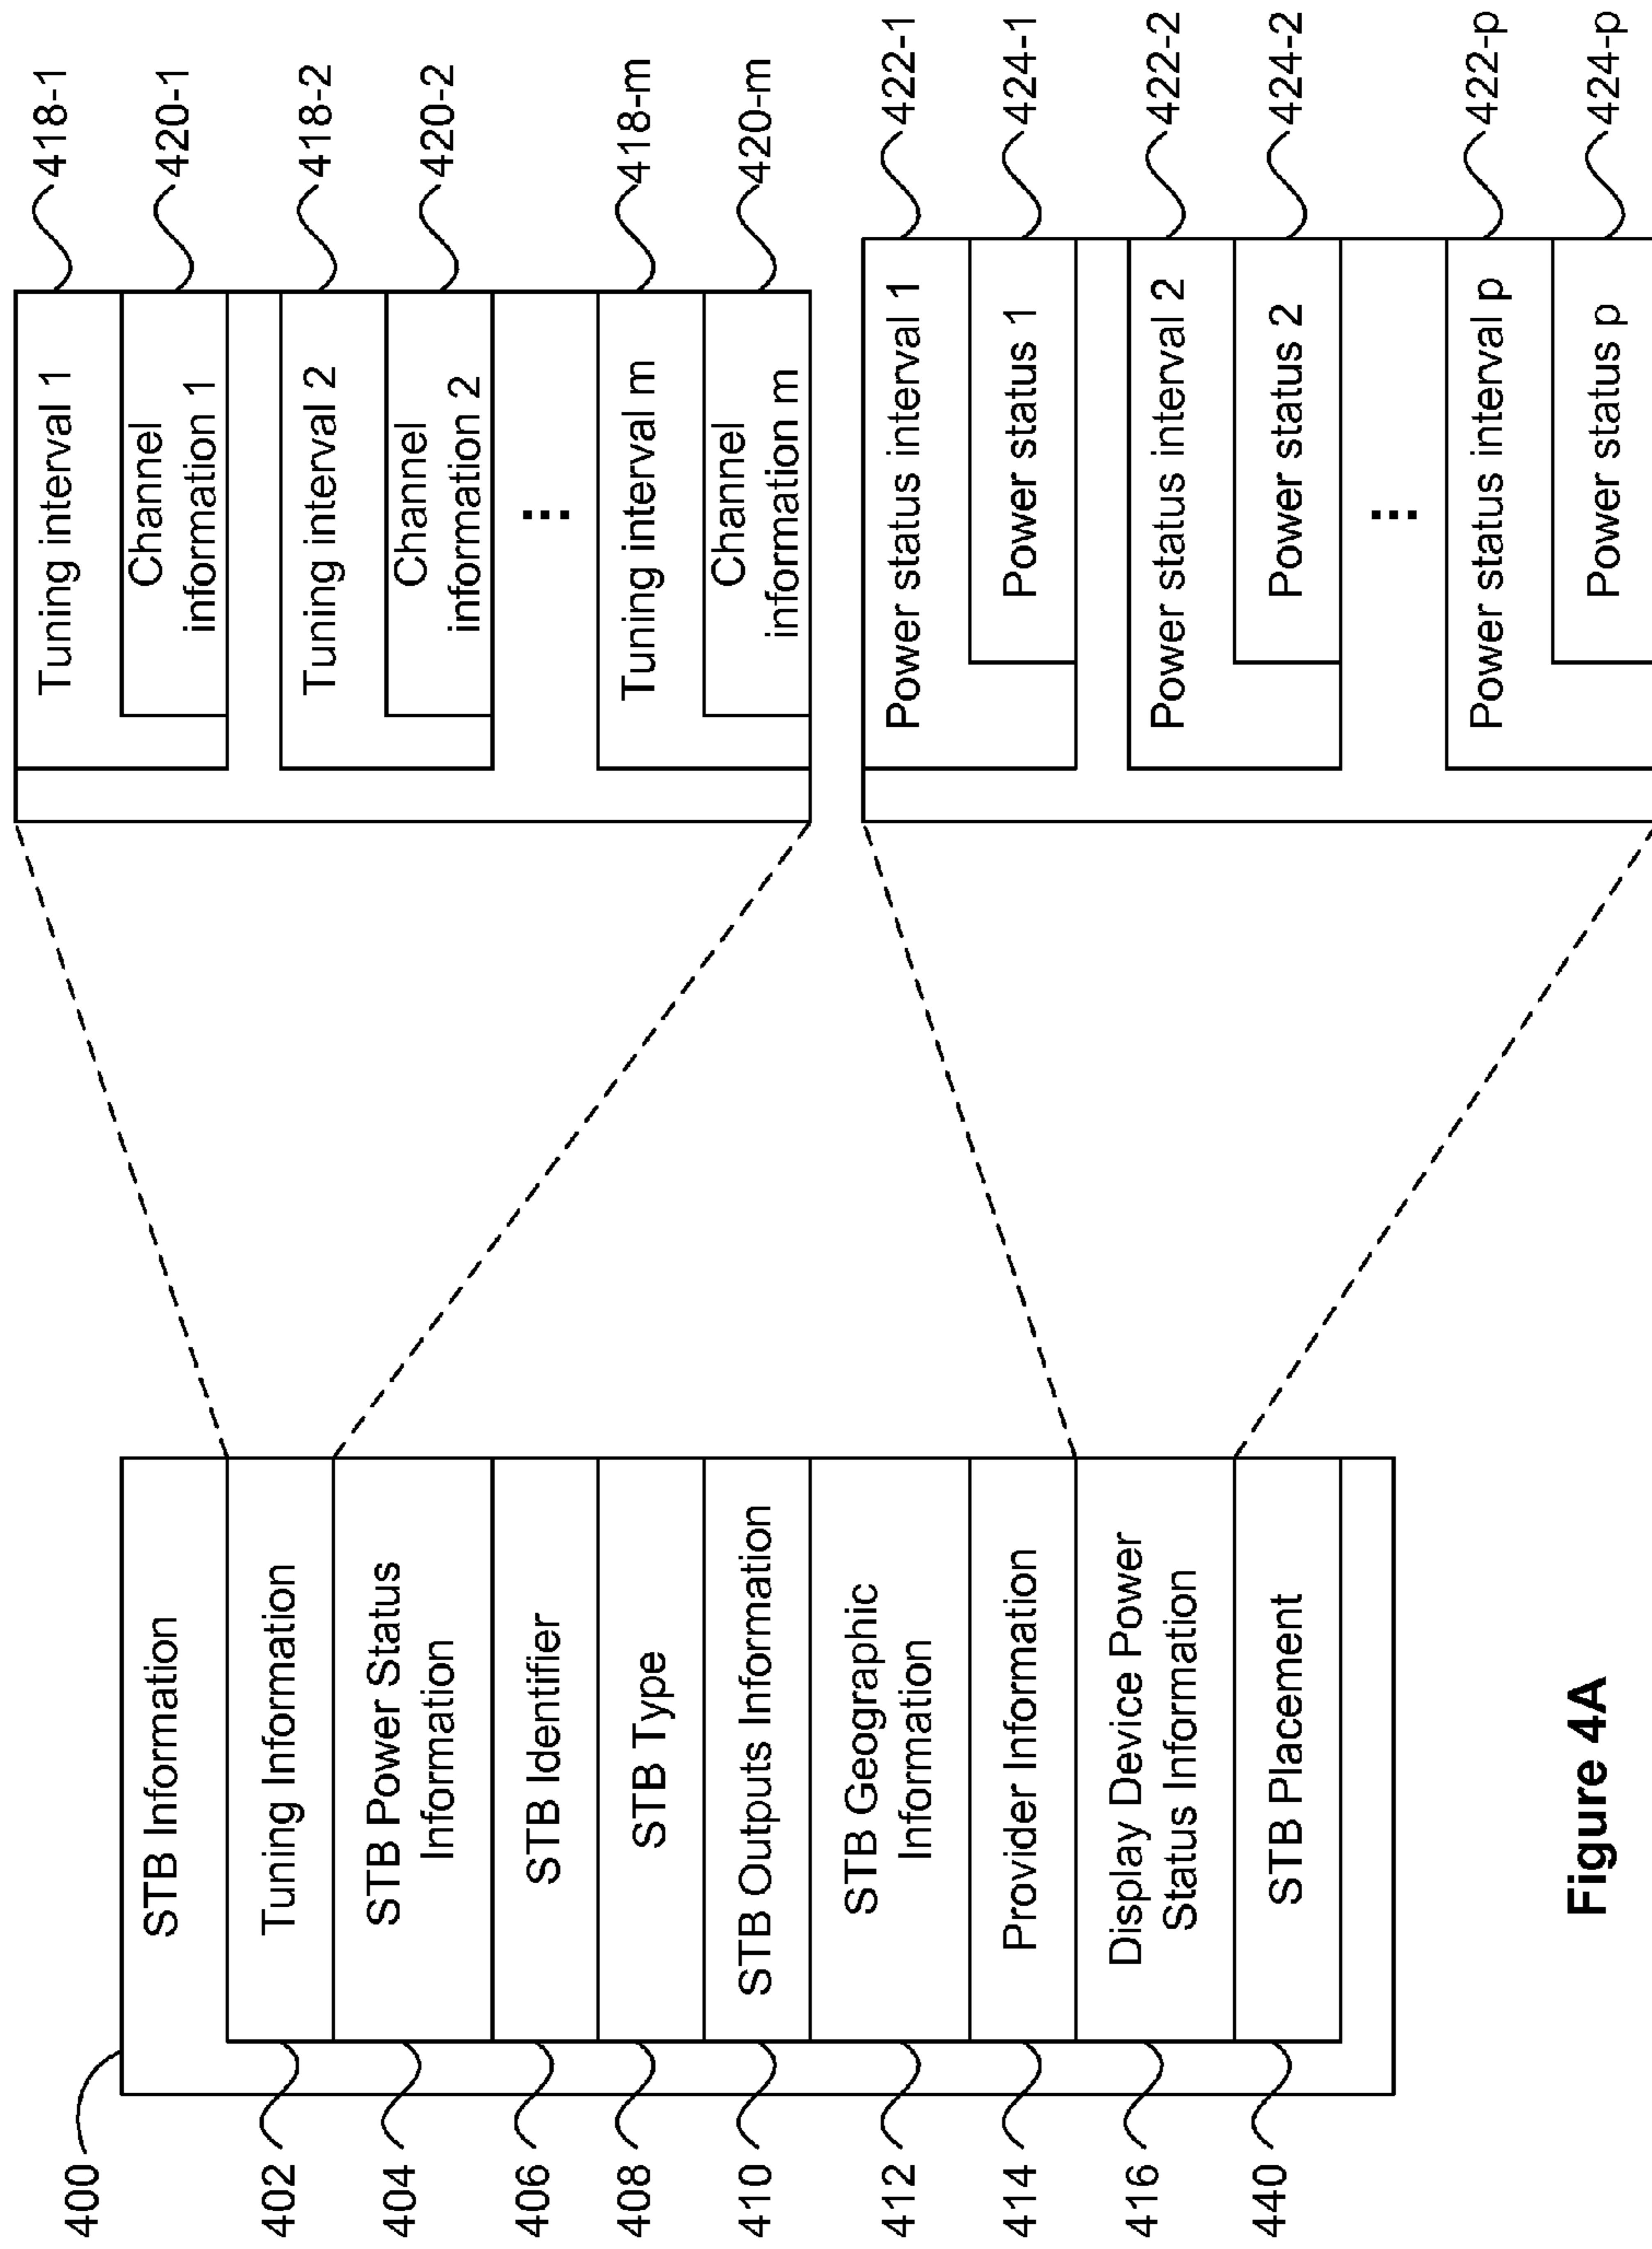 400
STB Information
402
Tuning Information
404
STB Power Status
Information
406
STB Identifier
408
STB Type
410
STB Outputs Information
412
STB Geographic
Information
414
Provider Information
416
Display Device Power
Status Information
440
STB Placement
Tuning interval 1
418-1
Channel
information 1
420-1
Tuning interval 2
418-2
Channel
information 2
420-2
...
Tuning interval m
418-m
Channel
information m
420-m
Power status interval 1
422-1
Power status 1
424-1
Power status interval 2
422-2
Power status 2
424-2
...
Power status interval p
422-p
Power status p
424-p
Figure 4A